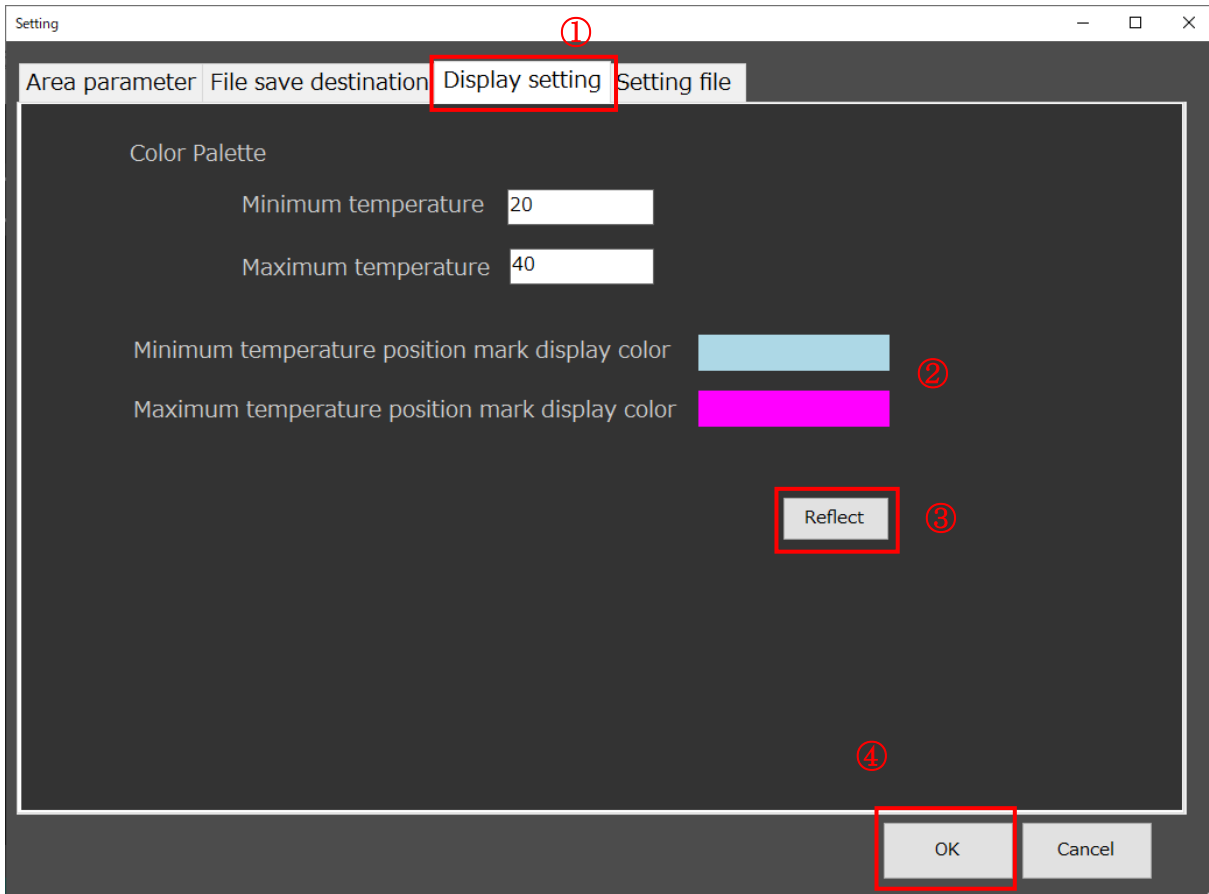 Setting
①
Area parameter File save destination Display setting Setting file
Color Palette
Minimum temperature 20
Maximum temperature 40
Minimum temperature position mark display color
②
Maximum temperature position mark display color
Reflect ③
④
OK Cancel